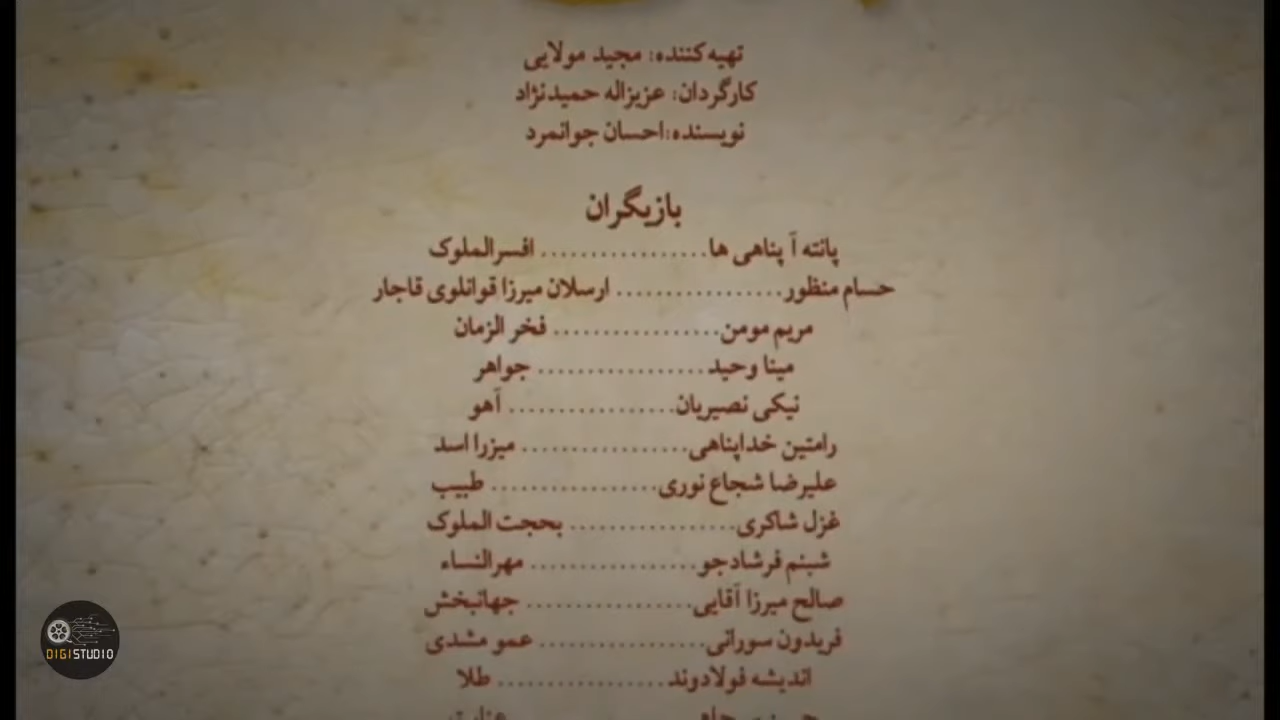 تهیه‌کننده: مجید مولایی
کارگردان: عزیزاله حمیدنژاد
نویسنده:احسان جوانمرد
بازیگران
پانته آ پناهی ها................. افسرالملوک
حسام منظور................. ارسلان میرزا قوانلوی قاجار
مریم مومن................. فخر الزمان
مینا وحید................. جواهر
نیکی نصیریان................. آهو
رامتین خداپناهی................. میزرا اسد
علیرضا شجاع نوری................. طبیب
غزل شاکری................. بحجت الملوک
شبنم فرشادجو................. مهرالنساء
صالح میرزا آقایی................. جهانبخش
فریدون سورانی................. عمو مشدی
اندیشه فولادوند................. طلا
DIGISTUDIO